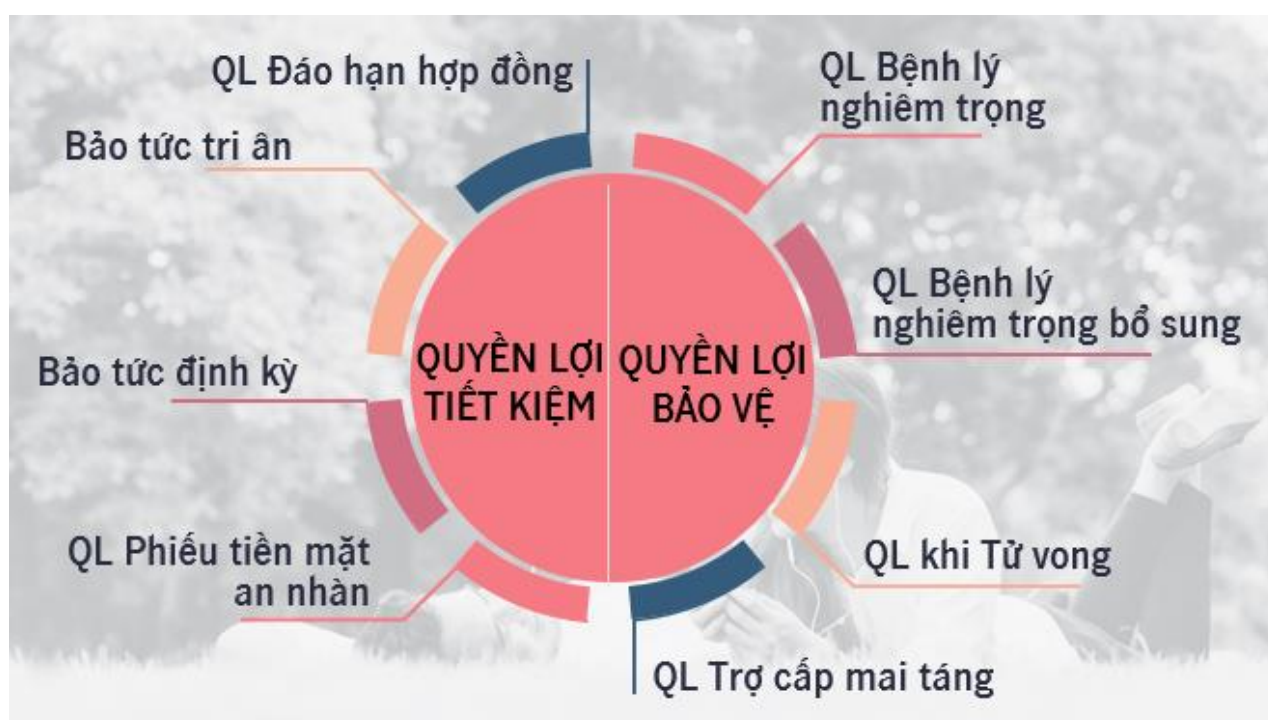 QL Đáo hạn hợp đồng
Bảo tức tri ân
Bảo tức định kỳ
QL Phiếu tiền mặt
an nhàn
QUYỀN LỢI
TIẾT KIỆM
QUYỀN LỢI
BẢO VỆ
QL Bệnh lý
nghiêm trọng
QL Bệnh lý
nghiêm trọng bổ sung
QL khi Tử vong
QL Trợ cấp mai táng